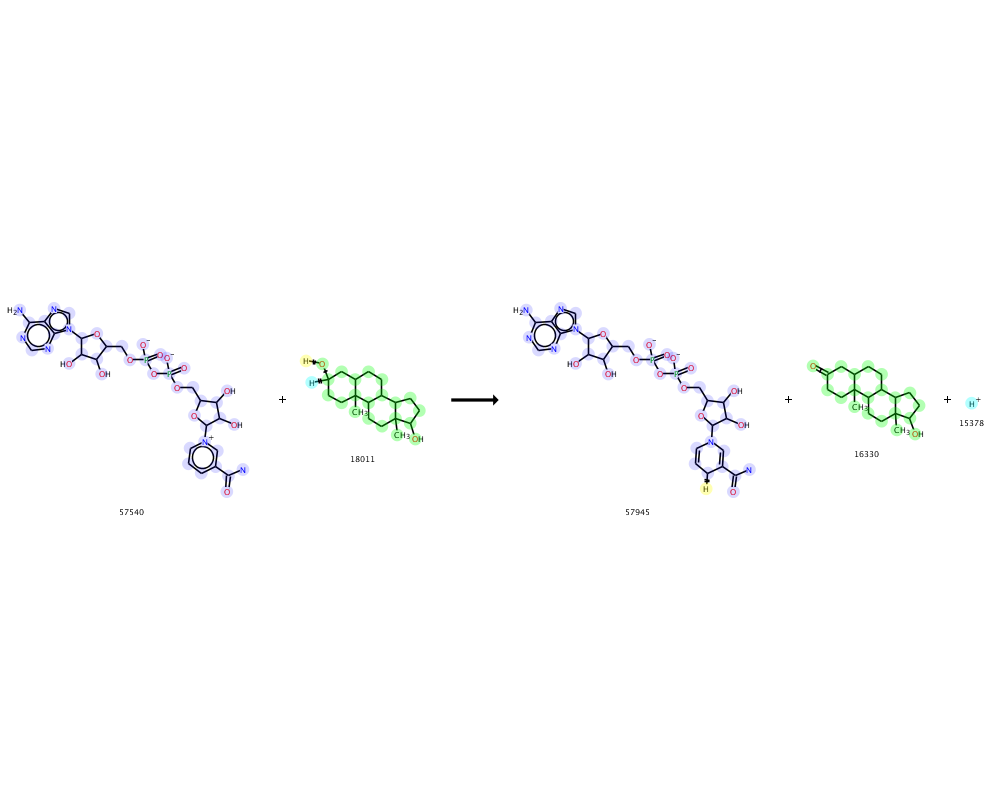 H₂N N N N N O O HO OH O⁻ P O O O⁻ P O O O OH OH N⁺ N O
57540
+
H O H CH₃ CH₃ OH
18011
H₂N N N N N O O HO OH O⁻ P O O O⁻ P O O O OH OH N N O H
57945
+
O CH₃ CH₃ OH
16330
+
H⁺
15378